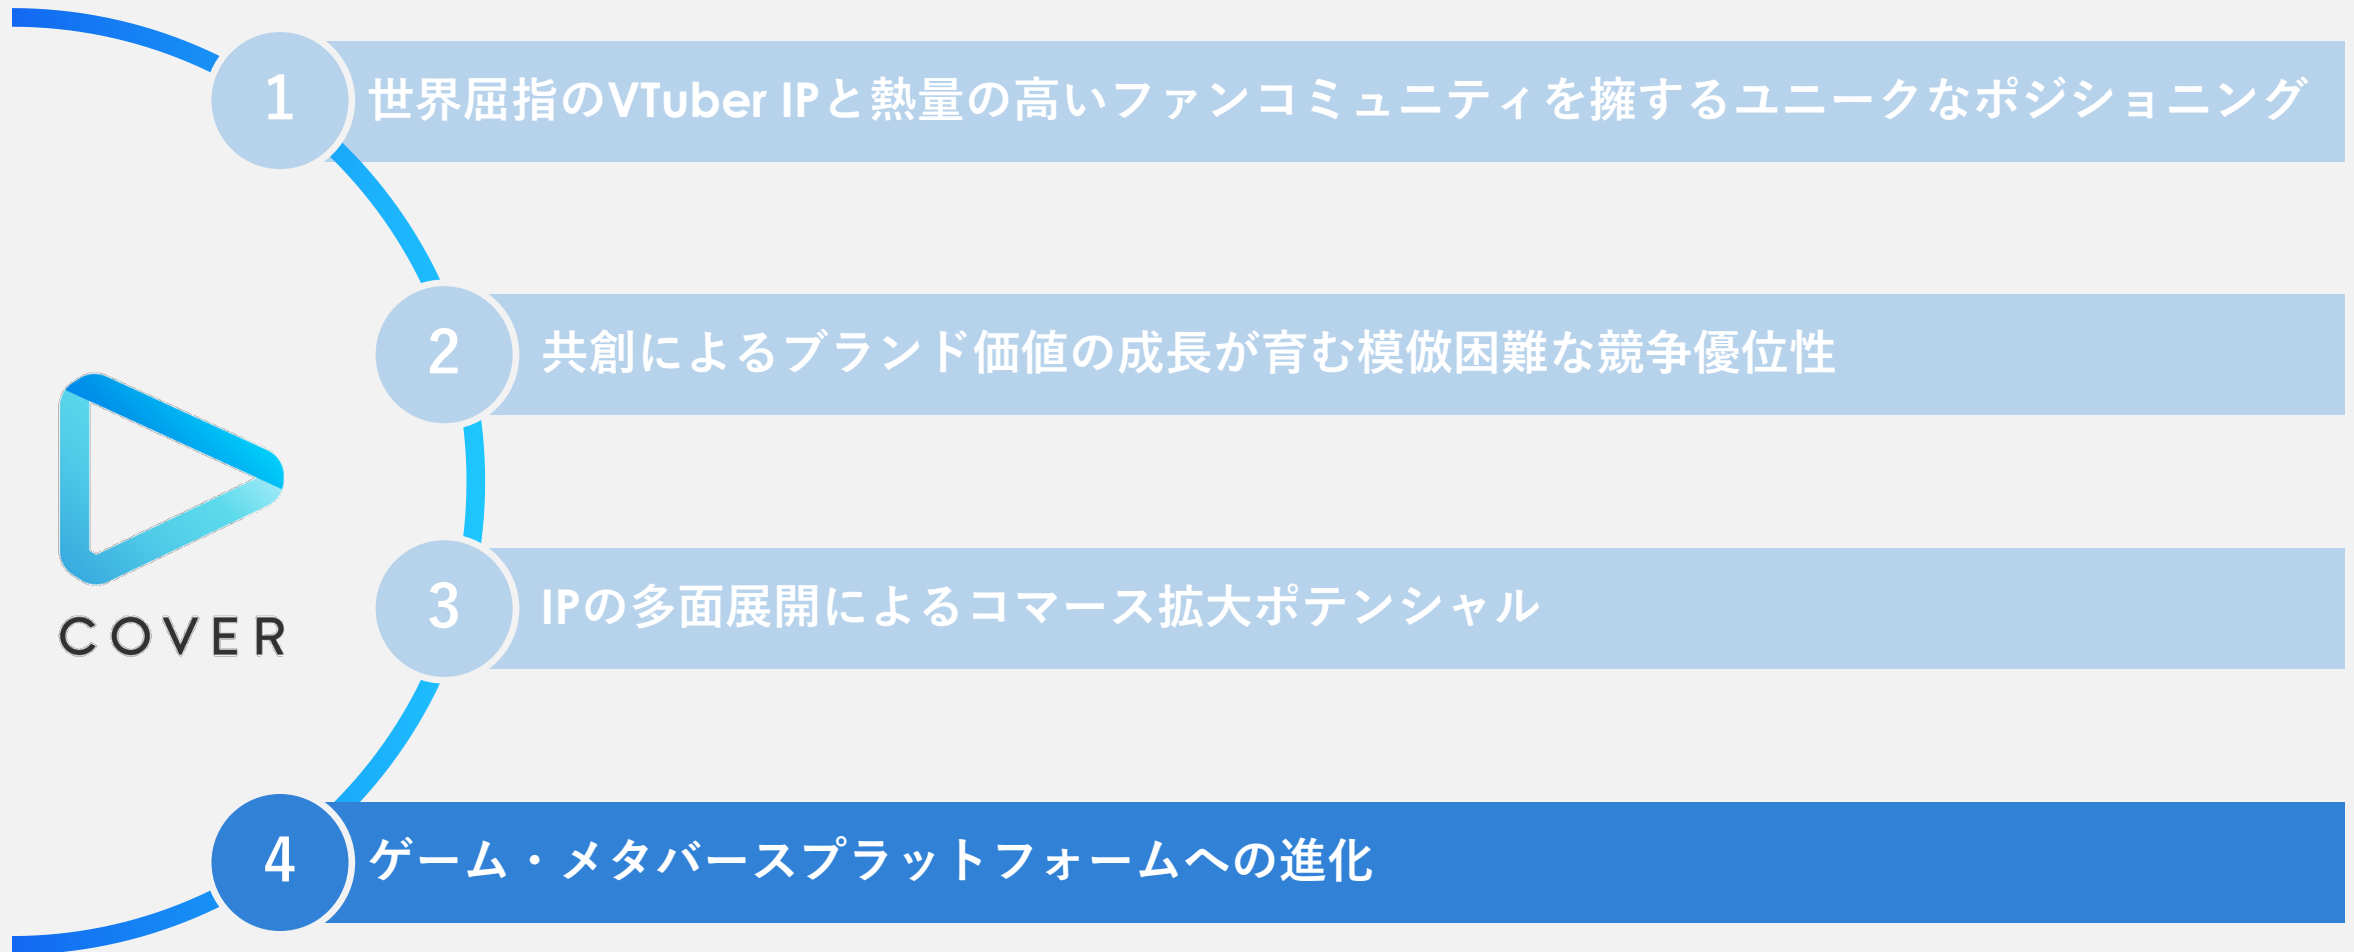 1
世界屈指のVTuber IPと熱量の高いファンコミュニティを擁するユニークなポジショニング
2
共創によるブランド価値の成長が育む模倣困難な競争優位性
3
IPの多面展開によるコマース拡大ポテンシャル
COVER
4
ゲーム・メタバースプラットフォームへの進化